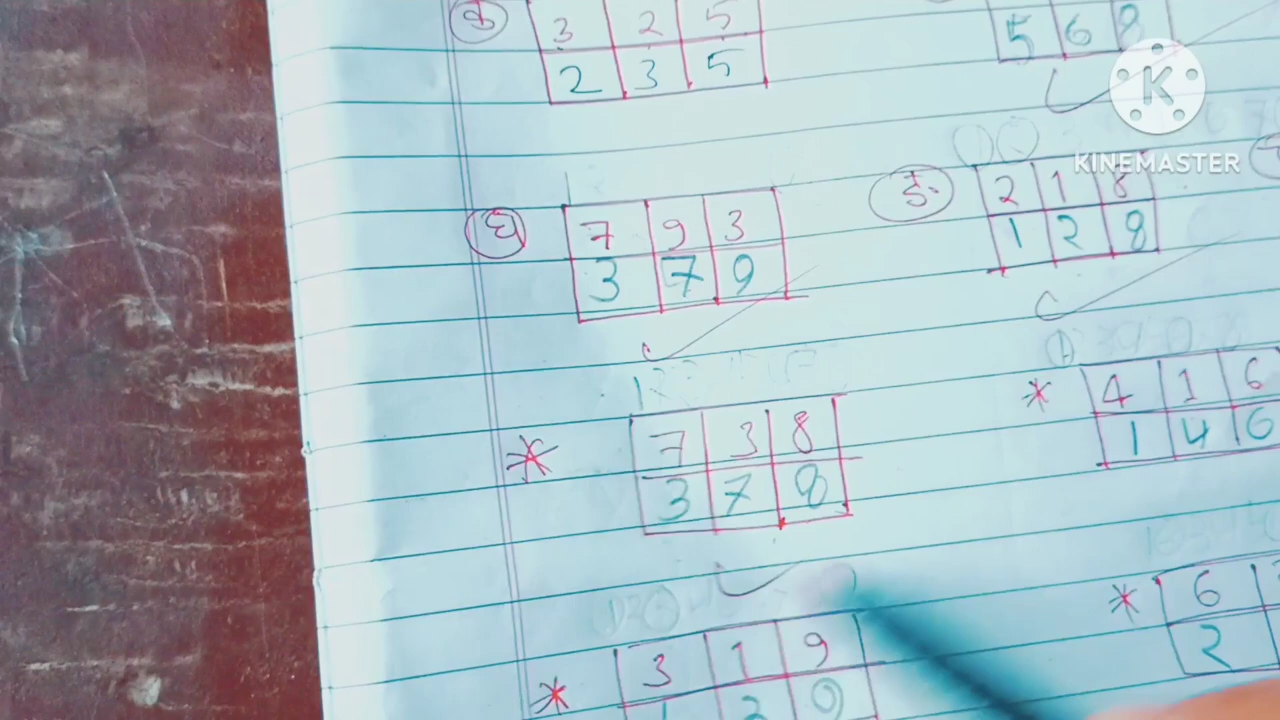 3 2 5
2 3 5
5 6 8
K
KINEMASTER
7 9 3
3 7 9
5.
2 1 8
1 2 8
* 7 3 8
3 7 8
* 4 1 6
1 4 6
* 3 1 9
* 6
2